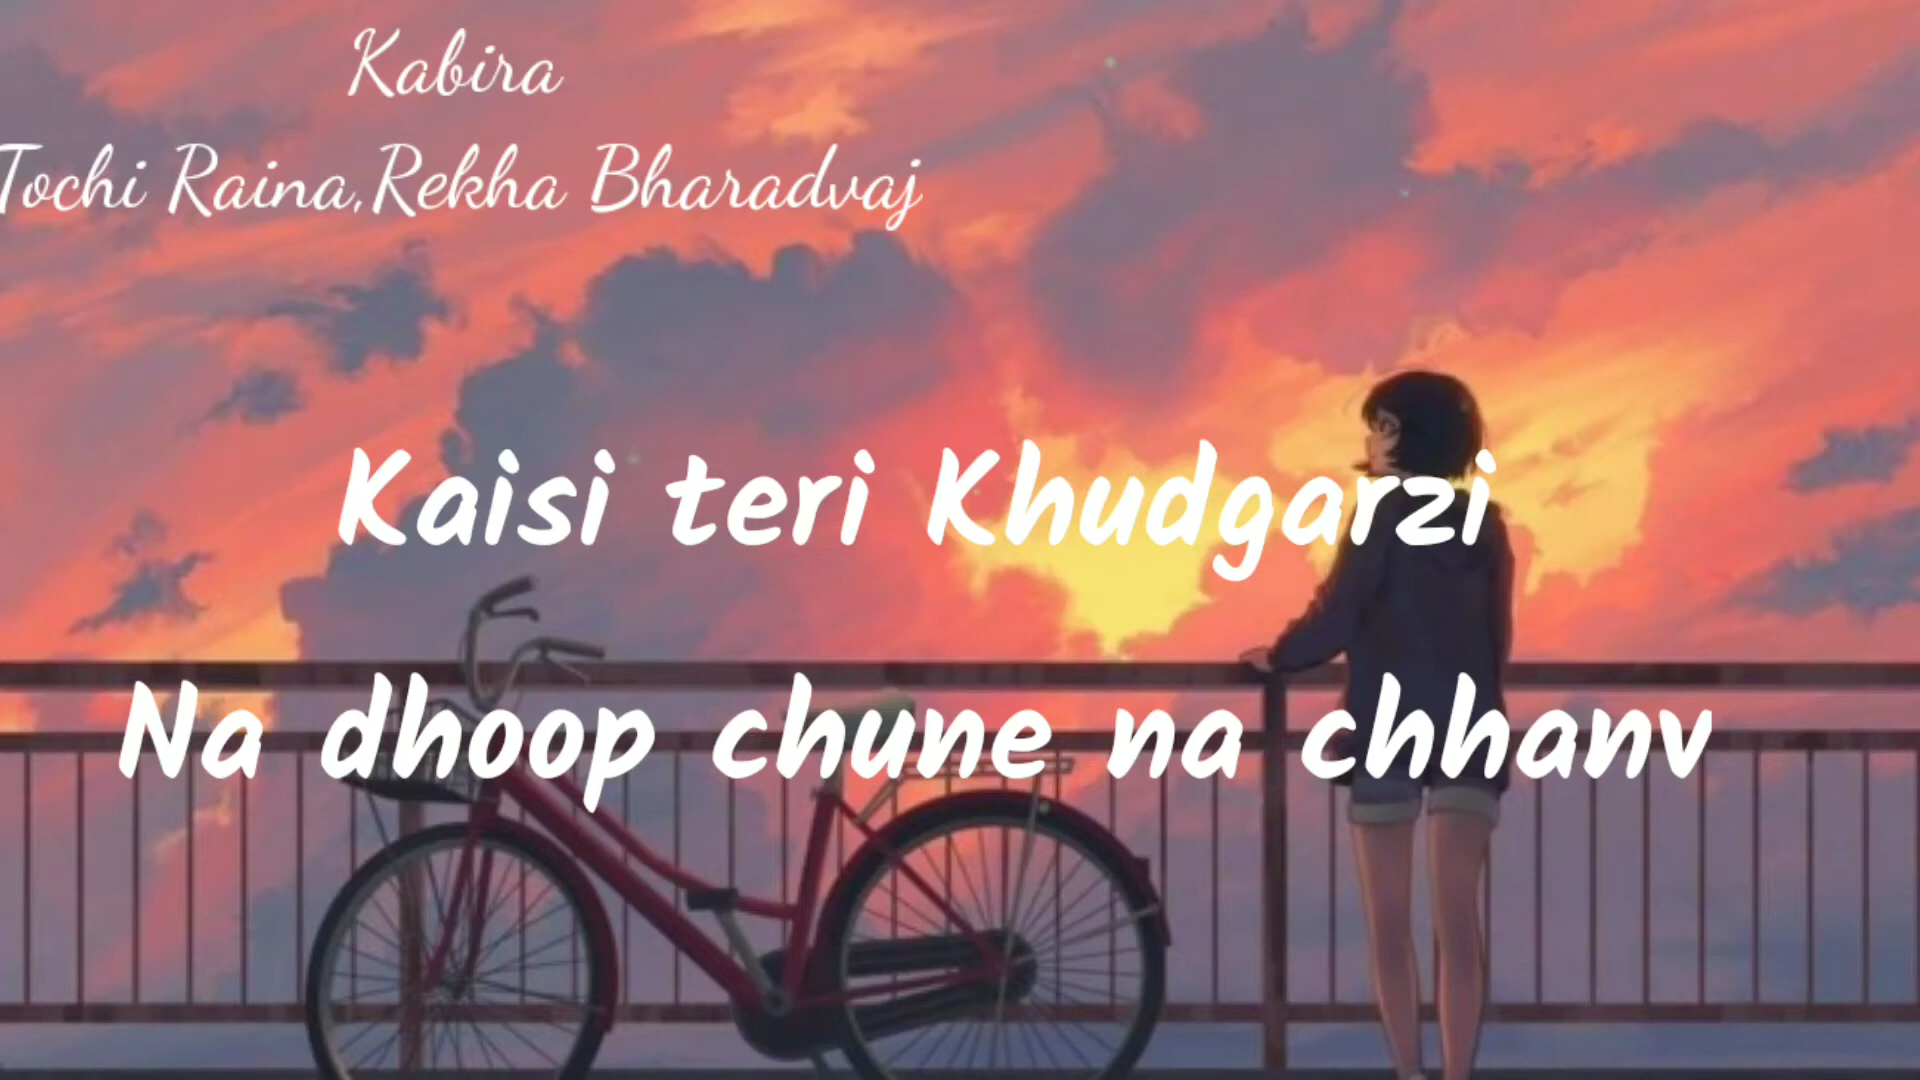 Kabira
Tochi Raina,Rekha Bharadvaj
Kaisi teri Khudgarzi
Na dhoop chune na chhanv